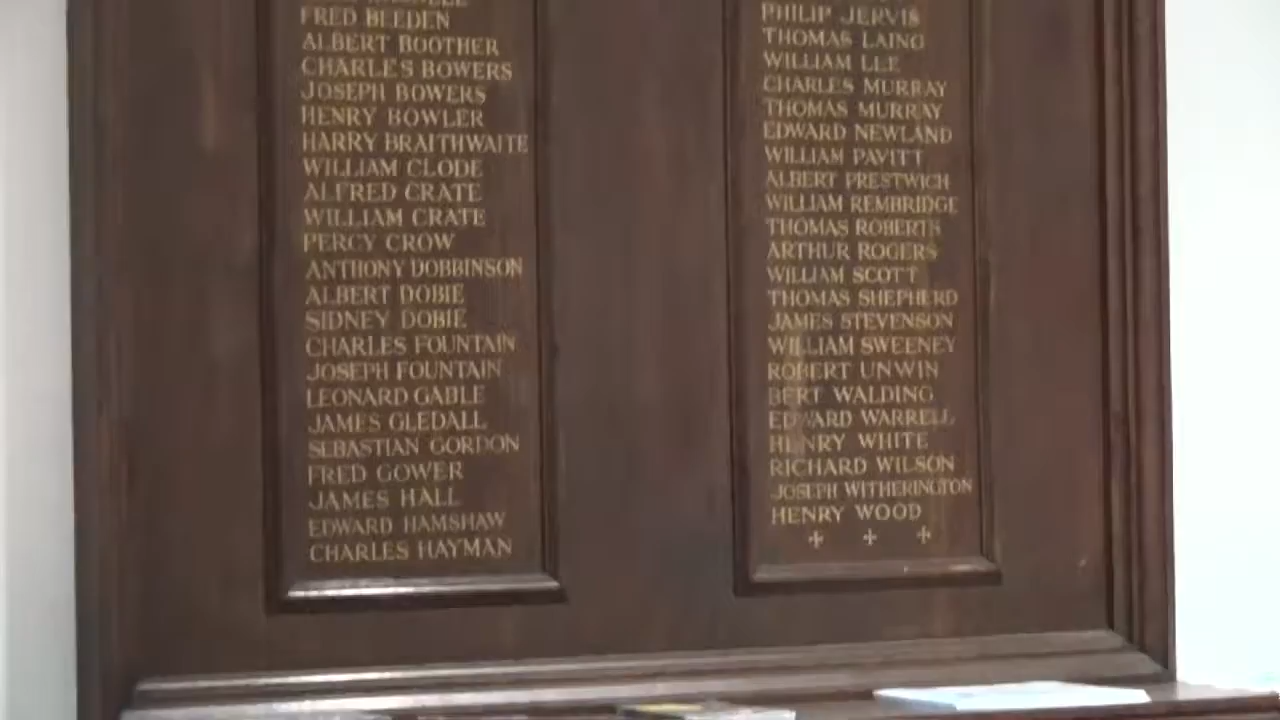 FRED BLEDEN
ALBERT BOOTHER
CHARLES BOWERS
JOSEPH BOWERS
HENRY BOWLER
HARRY BRAITHWAITE
WILLIAM CLODE
ALFRED CRATE
WILLIAM CRATE
PERCY CROW
ANTHONY DOBBINSON
ALBERT DOBIE
SIDNEY DOBIE
CHARLES FOUNTAIN
JOSEPH FOUNTAIN
LEONARD GABLE
JAMES GLEDALL
SEBASTIAN GORDON
FRED GOWER
JAMES HALL
EDWARD HAMSHAW
CHARLES HAYMAN
PHILIP JERVIS
THOMAS LAING
WILLIAM LEE
CHARLES MURRAY
THOMAS MURRAY
EDWARD NEWLAND
WILLIAM PAVITT
ALBERT PRESTWICH
WILLIAM REMBRIDGE
THOMAS ROBERTS
ARTHUR ROGERS
WILLIAM SCOTT
THOMAS SHEPHERD
JAMES STEVENSON
WILLIAM SWEENEY
ROBERT UNWIN
BERT WALDING
EDWARD WARRELL
HENRY WHITE
RICHARD WILSON
JOSEPH WITHERINGTON
HENRY WOOD